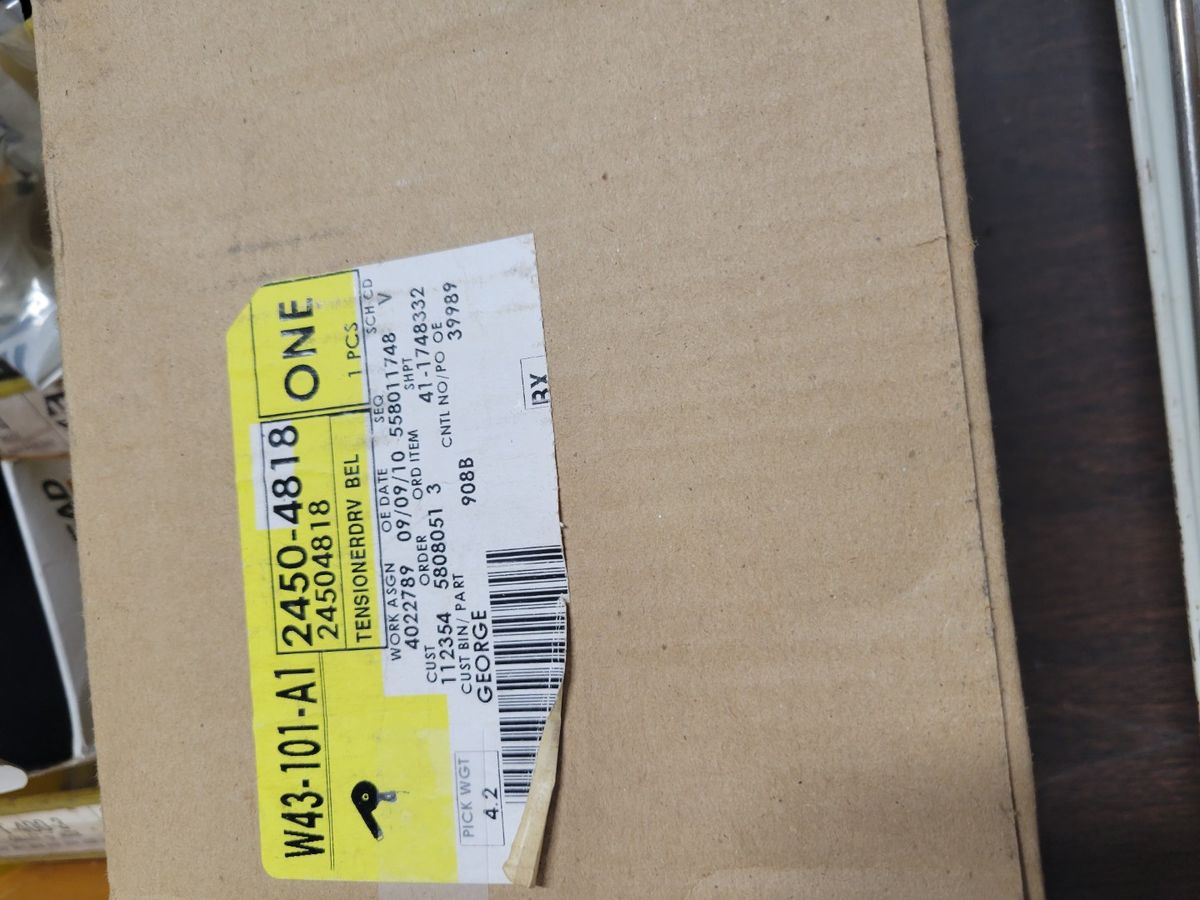 W43-101-A1
2450-4818
ONE
24504818
TENSIONERDRV BEL
1 PCS
WORK ASGN OE DATE SEQ SCH CD
4022789 09/09/10 558011748 V
CUST ORDER ORD ITEM SHPT
112354 5808051 3 41-1748332
CUST BIN/ PART CNTL NO/PO OE
GEORGE 908B 39989
PICK WGT
4.2
RX